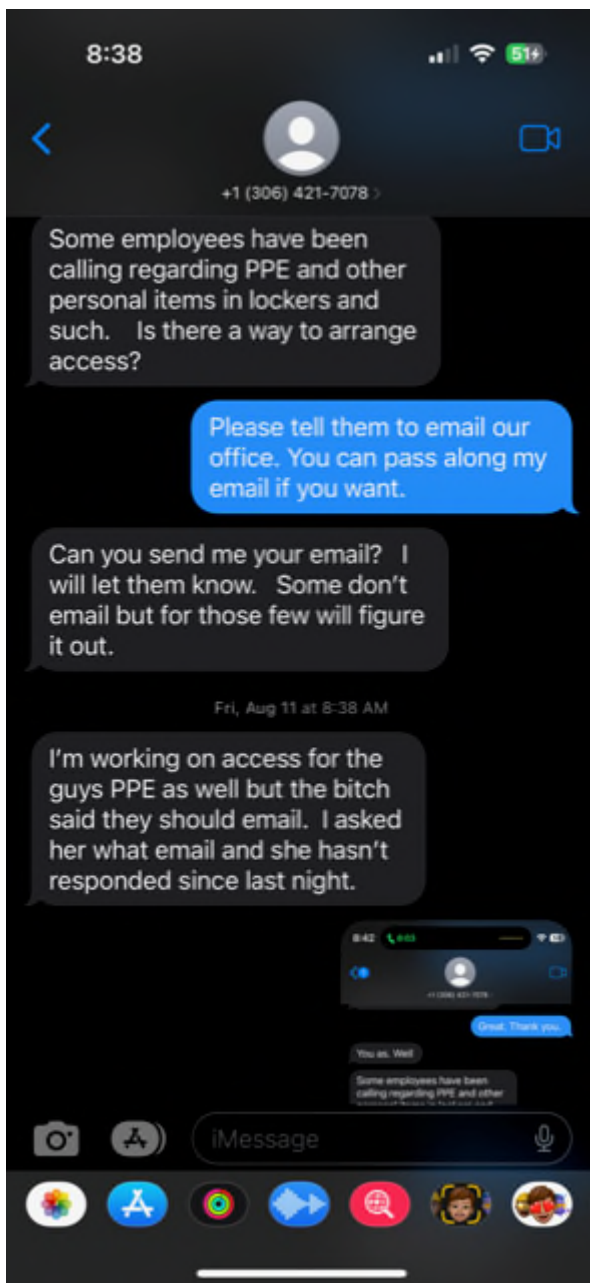 8:38
51
+1 (306) 421-7078
Some employees have been
calling regarding PPE and other
personal items in lockers and
such. Is there a way to arrange
access?
Please tell them to email our
office. You can pass along my
email if you want.
Can you send me your email? I
will let them know. Some don't
email but for those few will figure
it out.
Fri, Aug 11 at 8:38 AM
I'm working on access for the
guys PPE as well but the bitch
said they should email. I asked
her what email and she hasn't
responded since last night.
8:42
+1 (306) 421-7078
Great. Thank you.
You as. Well
Some employees have been
calling regarding PPE and other
iMessage